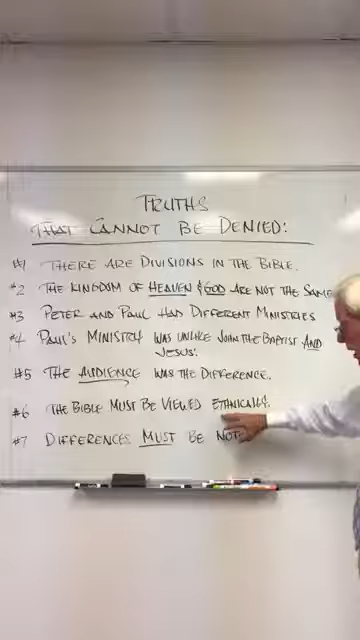 TRUTHS
THAT CANNOT BE DENIED:
#1 THERE ARE DIVISIONS IN THE BIBLE.
#2 THE KINGDOM OF HEAVEN & GOD ARE NOT THE SAME
#3 PETER AND PAUL HAD DIFFERENT MINISTRIES
#4 PAUL'S MINISTRY WAS UNLIKE JOHN THE BAPTIST AND
JESUS'.
#5 THE AUDIENCE WAS THE DIFFERENCE.
#6 THE BIBLE MUST BE VIEWED ETHNICALLY.
#7 DIFFERENCES MUST BE